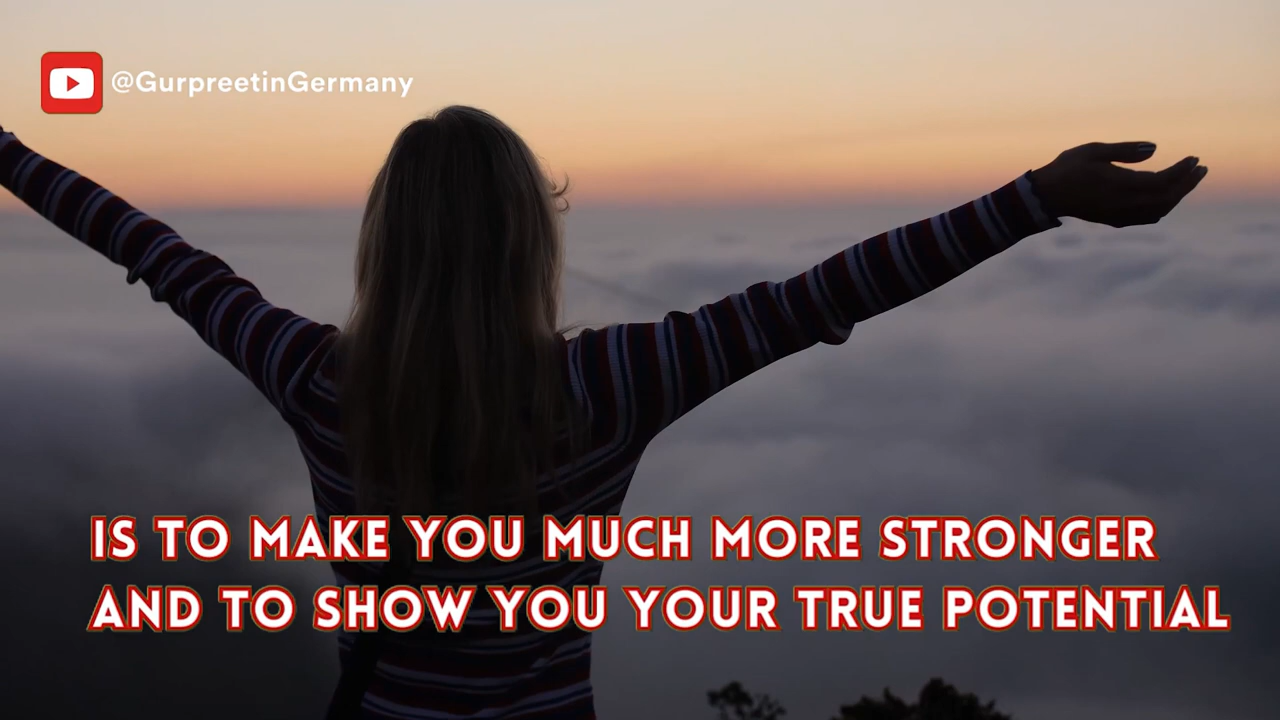 @GurpreetinGermany
IS TO MAKE YOU MUCH MORE STRONGER
AND TO SHOW YOU YOUR TRUE POTENTIAL